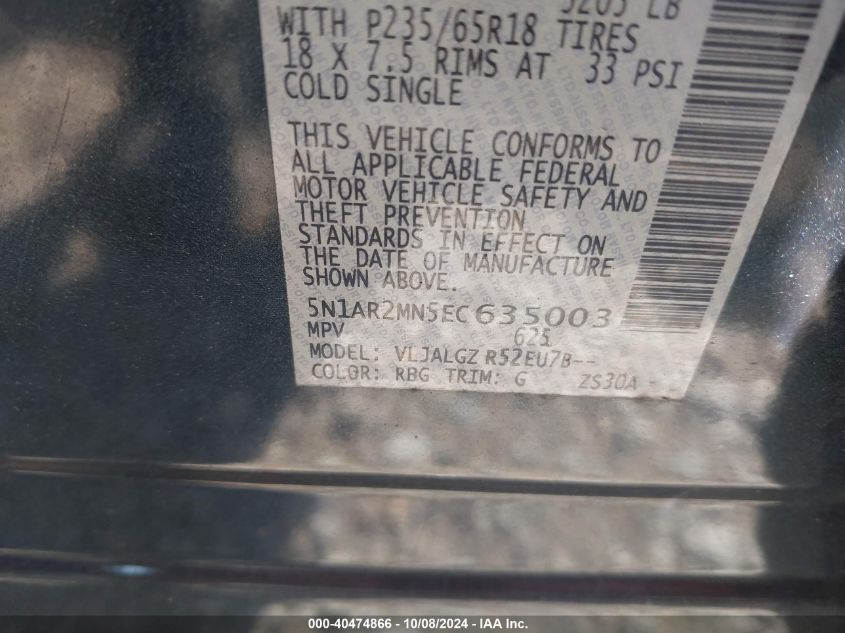 LB
WITH P235/65R18 TIRES
18 X 7.5 RIMS AT 33 PSI
COLD SINGLE
THIS VEHICLE CONFORMS TO
ALL APPLICABLE FEDERAL
MOTOR VEHICLE SAFETY AND
THEFT PREVENTION
STANDARDS IN EFFECT ON
THE DATE OF MANUFACTURE
SHOWN ABOVE.
5N1AR2MN5EC635003
MPV 625
MODEL: VLJALGZ R52EU7B--
COLOR: RBG TRIM: G ZS30A -
000-40474866 - 10/08/2024 - IAA Inc.